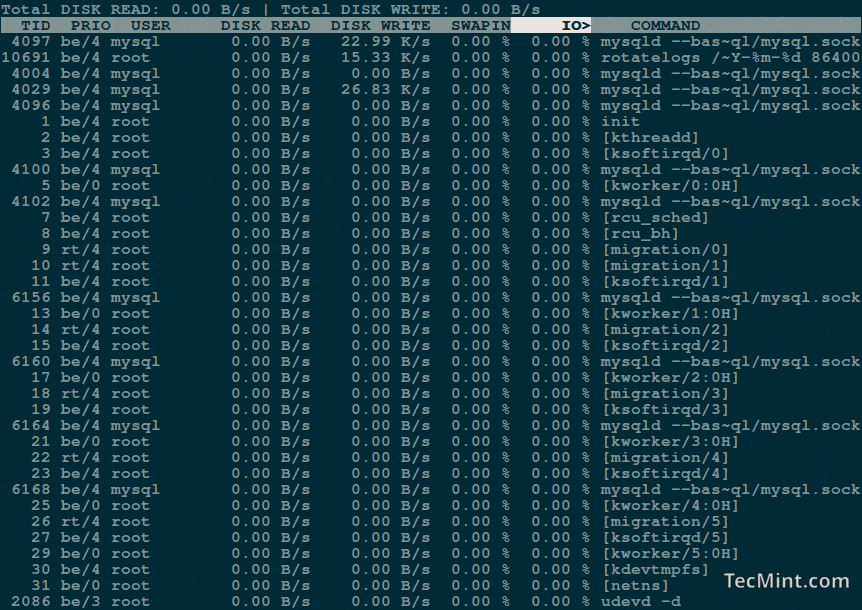 Total DISK READ: 0.00 B/s | Total DISK WRITE: 0.00 B/s
TID PRIO USER DISK READ DISK WRITE SWAPIN IO> COMMAND
4097 be/4 mysql 0.00 B/s 22.99 K/s 0.00 % 0.00 % mysqld --bas~ql/mysql.sock
10691 be/4 root 0.00 B/s 15.33 K/s 0.00 % 0.00 % rotatelogs /~Y-%m-%d 86400
4004 be/4 mysql 0.00 B/s 0.00 B/s 0.00 % 0.00 % mysqld --bas~ql/mysql.sock
4029 be/4 mysql 0.00 B/s 26.83 K/s 0.00 % 0.00 % mysqld --bas~ql/mysql.sock
4096 be/4 mysql 0.00 B/s 0.00 B/s 0.00 % 0.00 % mysqld --bas~ql/mysql.sock
1 be/4 root 0.00 B/s 0.00 B/s 0.00 % 0.00 % init
2 be/4 root 0.00 B/s 0.00 B/s 0.00 % 0.00 % [kthreadd]
3 be/4 root 0.00 B/s 0.00 B/s 0.00 % 0.00 % [ksoftirqd/0]
4100 be/4 mysql 0.00 B/s 0.00 B/s 0.00 % 0.00 % mysqld --bas~ql/mysql.sock
5 be/0 root 0.00 B/s 0.00 B/s 0.00 % 0.00 % [kworker/0:0H]
4102 be/4 mysql 0.00 B/s 0.00 B/s 0.00 % 0.00 % mysqld --bas~ql/mysql.sock
7 be/4 root 0.00 B/s 0.00 B/s 0.00 % 0.00 % [rcu_sched]
8 be/4 root 0.00 B/s 0.00 B/s 0.00 % 0.00 % [rcu_bh]
9 rt/4 root 0.00 B/s 0.00 B/s 0.00 % 0.00 % [migration/0]
10 rt/4 root 0.00 B/s 0.00 B/s 0.00 % 0.00 % [migration/1]
11 be/4 root 0.00 B/s 0.00 B/s 0.00 % 0.00 % [ksoftirqd/1]
6156 be/4 mysql 0.00 B/s 0.00 B/s 0.00 % 0.00 % mysqld --bas~ql/mysql.sock
13 be/0 root 0.00 B/s 0.00 B/s 0.00 % 0.00 % [kworker/1:0H]
14 rt/4 root 0.00 B/s 0.00 B/s 0.00 % 0.00 % [migration/2]
15 be/4 root 0.00 B/s 0.00 B/s 0.00 % 0.00 % [ksoftirqd/2]
6160 be/4 mysql 0.00 B/s 0.00 B/s 0.00 % 0.00 % mysqld --bas~ql/mysql.sock
17 be/0 root 0.00 B/s 0.00 B/s 0.00 % 0.00 % [kworker/2:0H]
18 rt/4 root 0.00 B/s 0.00 B/s 0.00 % 0.00 % [migration/3]
19 be/4 root 0.00 B/s 0.00 B/s 0.00 % 0.00 % [ksoftirqd/3]
6164 be/4 mysql 0.00 B/s 0.00 B/s 0.00 % 0.00 % mysqld --bas~ql/mysql.sock
21 be/0 root 0.00 B/s 0.00 B/s 0.00 % 0.00 % [kworker/3:0H]
22 rt/4 root 0.00 B/s 0.00 B/s 0.00 % 0.00 % [migration/4]
23 be/4 root 0.00 B/s 0.00 B/s 0.00 % 0.00 % [ksoftirqd/4]
6168 be/4 mysql 0.00 B/s 0.00 B/s 0.00 % 0.00 % mysqld --bas~ql/mysql.sock
25 be/0 root 0.00 B/s 0.00 B/s 0.00 % 0.00 % [kworker/4:0H]
26 rt/4 root 0.00 B/s 0.00 B/s 0.00 % 0.00 % [migration/5]
27 be/4 root 0.00 B/s 0.00 B/s 0.00 % 0.00 % [ksoftirqd/5]
29 be/0 root 0.00 B/s 0.00 B/s 0.00 % 0.00 % [kworker/5:0H]
30 be/4 root 0.00 B/s 0.00 B/s 0.00 % 0.00 % [kdevtmpfs]
31 be/0 root 0.00 B/s 0.00 B/s 0.00 % 0.00 % [netns]
2086 be/3 root 0.00 B/s 0.00 B/s 0.00 % 0.00 % udevd -d
TecMint.com